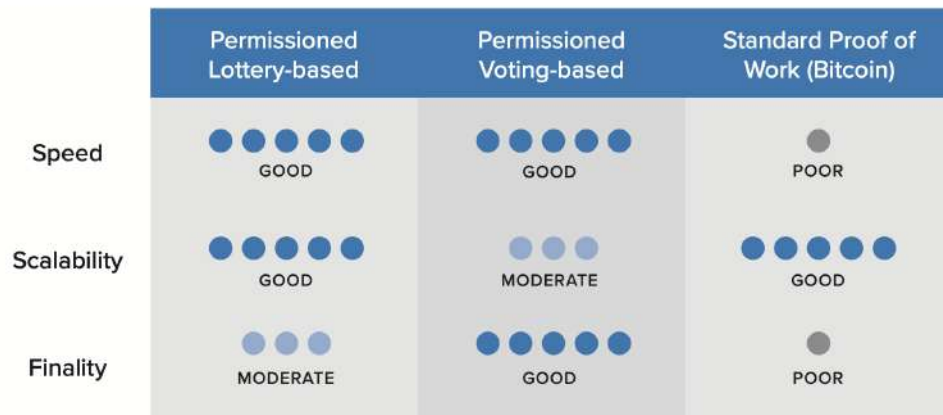 Permissioned
Lottery-based
Permissioned
Voting-based
Standard Proof of
Work (Bitcoin)
Speed
GOOD
GOOD
POOR
Scalability
GOOD
MODERATE
GOOD
Finality
MODERATE
GOOD
POOR